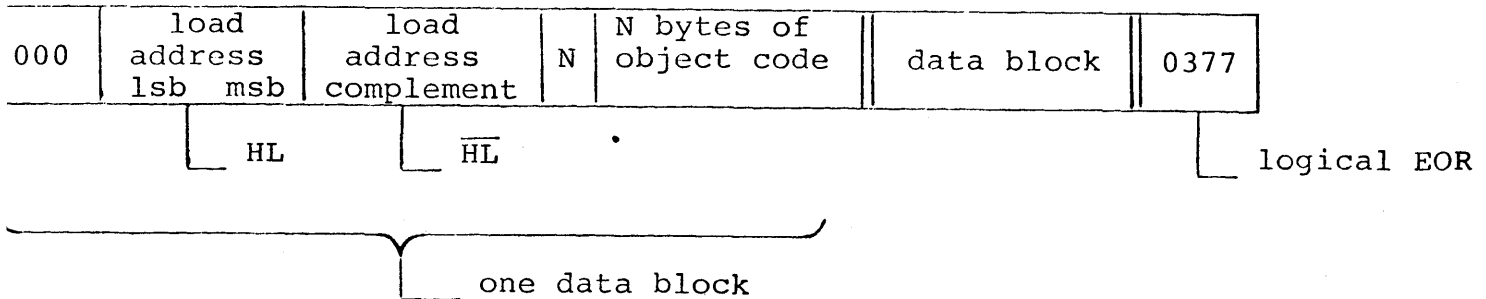 000
load address lsb msb
load address complement
N
N bytes of object code
data block
0377
HL
H̅L̅
logical EOR
one data block